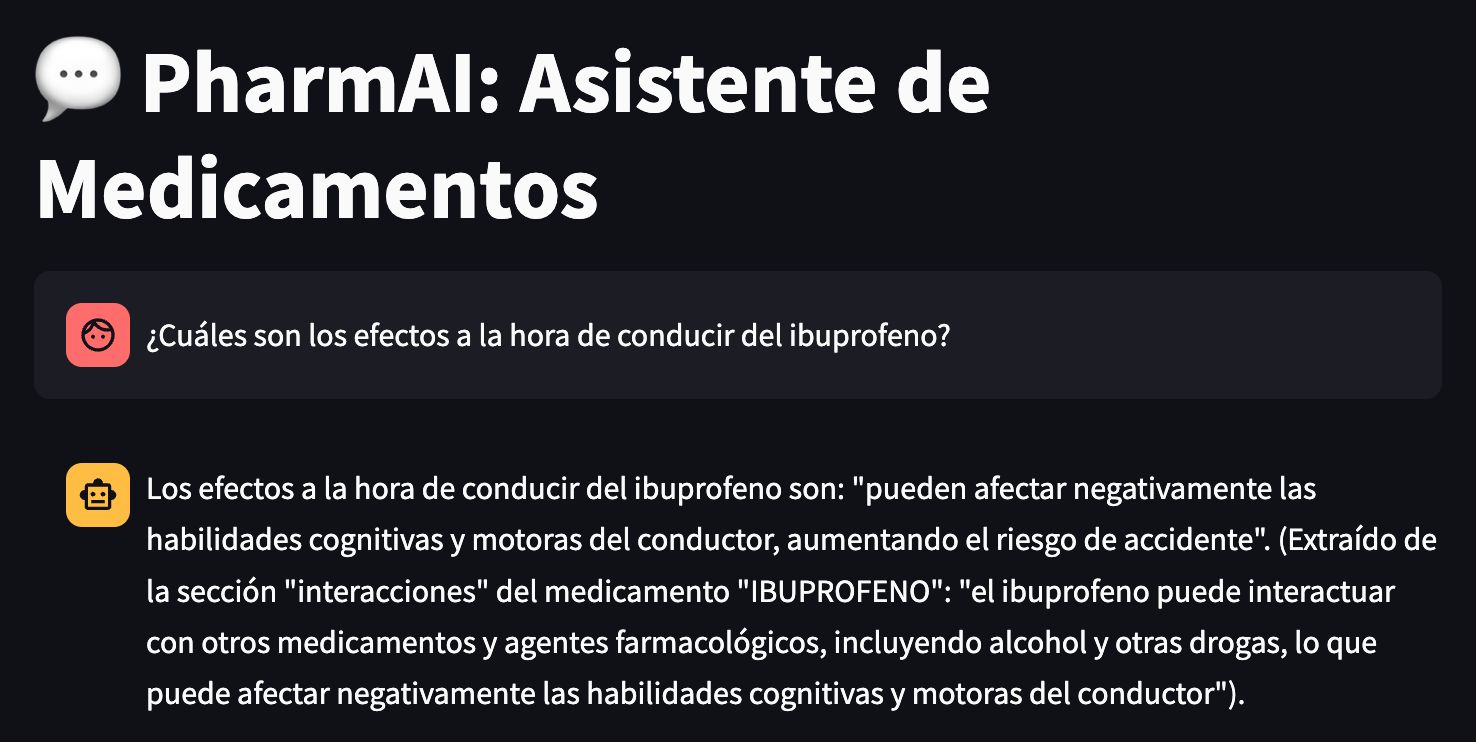 💬 PharmAI: Asistente de
Medicamentos
¿Cuáles son los efectos a la hora de conducir del ibuprofeno?
Los efectos a la hora de conducir del ibuprofeno son: "pueden afectar negativamente las
habilidades cognitivas y motoras del conductor, aumentando el riesgo de accidente". (Extraído de
la sección "interacciones" del medicamento "IBUPROFENO": "el ibuprofeno puede interactuar
con otros medicamentos y agentes farmacológicos, incluyendo alcohol y otras drogas, lo que
puede afectar negativamente las habilidades cognitivas y motoras del conductor").